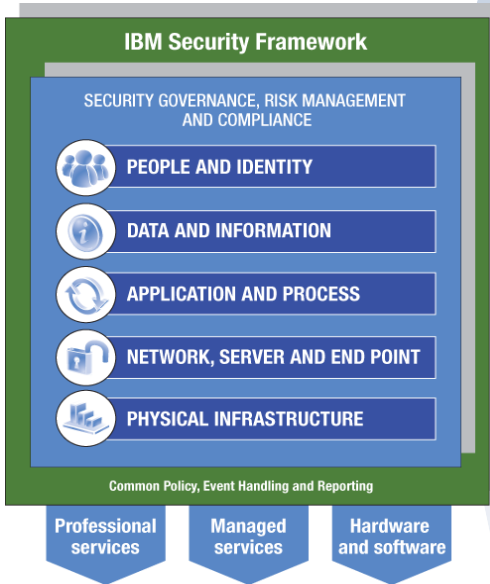 IBM Security Framework
SECURITY GOVERNANCE, RISK MANAGEMENT
AND COMPLIANCE
PEOPLE AND IDENTITY
i
DATA AND INFORMATION
APPLICATION AND PROCESS
NETWORK, SERVER AND END POINT
PHYSICAL INFRASTRUCTURE
Common Policy, Event Handling and Reporting
Professional
services
Managed
services
Hardware
and software